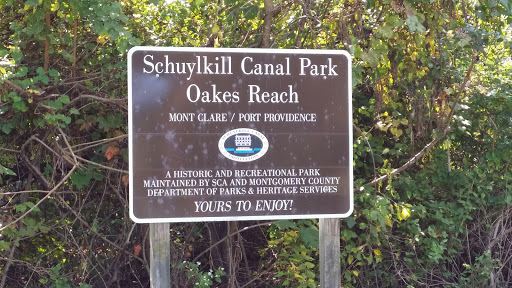 Schuylkill Canal Park
Oakes Reach
MONT CLARE / PORT PROVIDENCE
A HISTORIC AND RECREATIONAL PARK
MAINTAINED BY SCA AND MONTGOMERY COUNTY
DEPARTMENT OF PARKS & HERITAGE SERVICES
YOURS TO ENJOY!